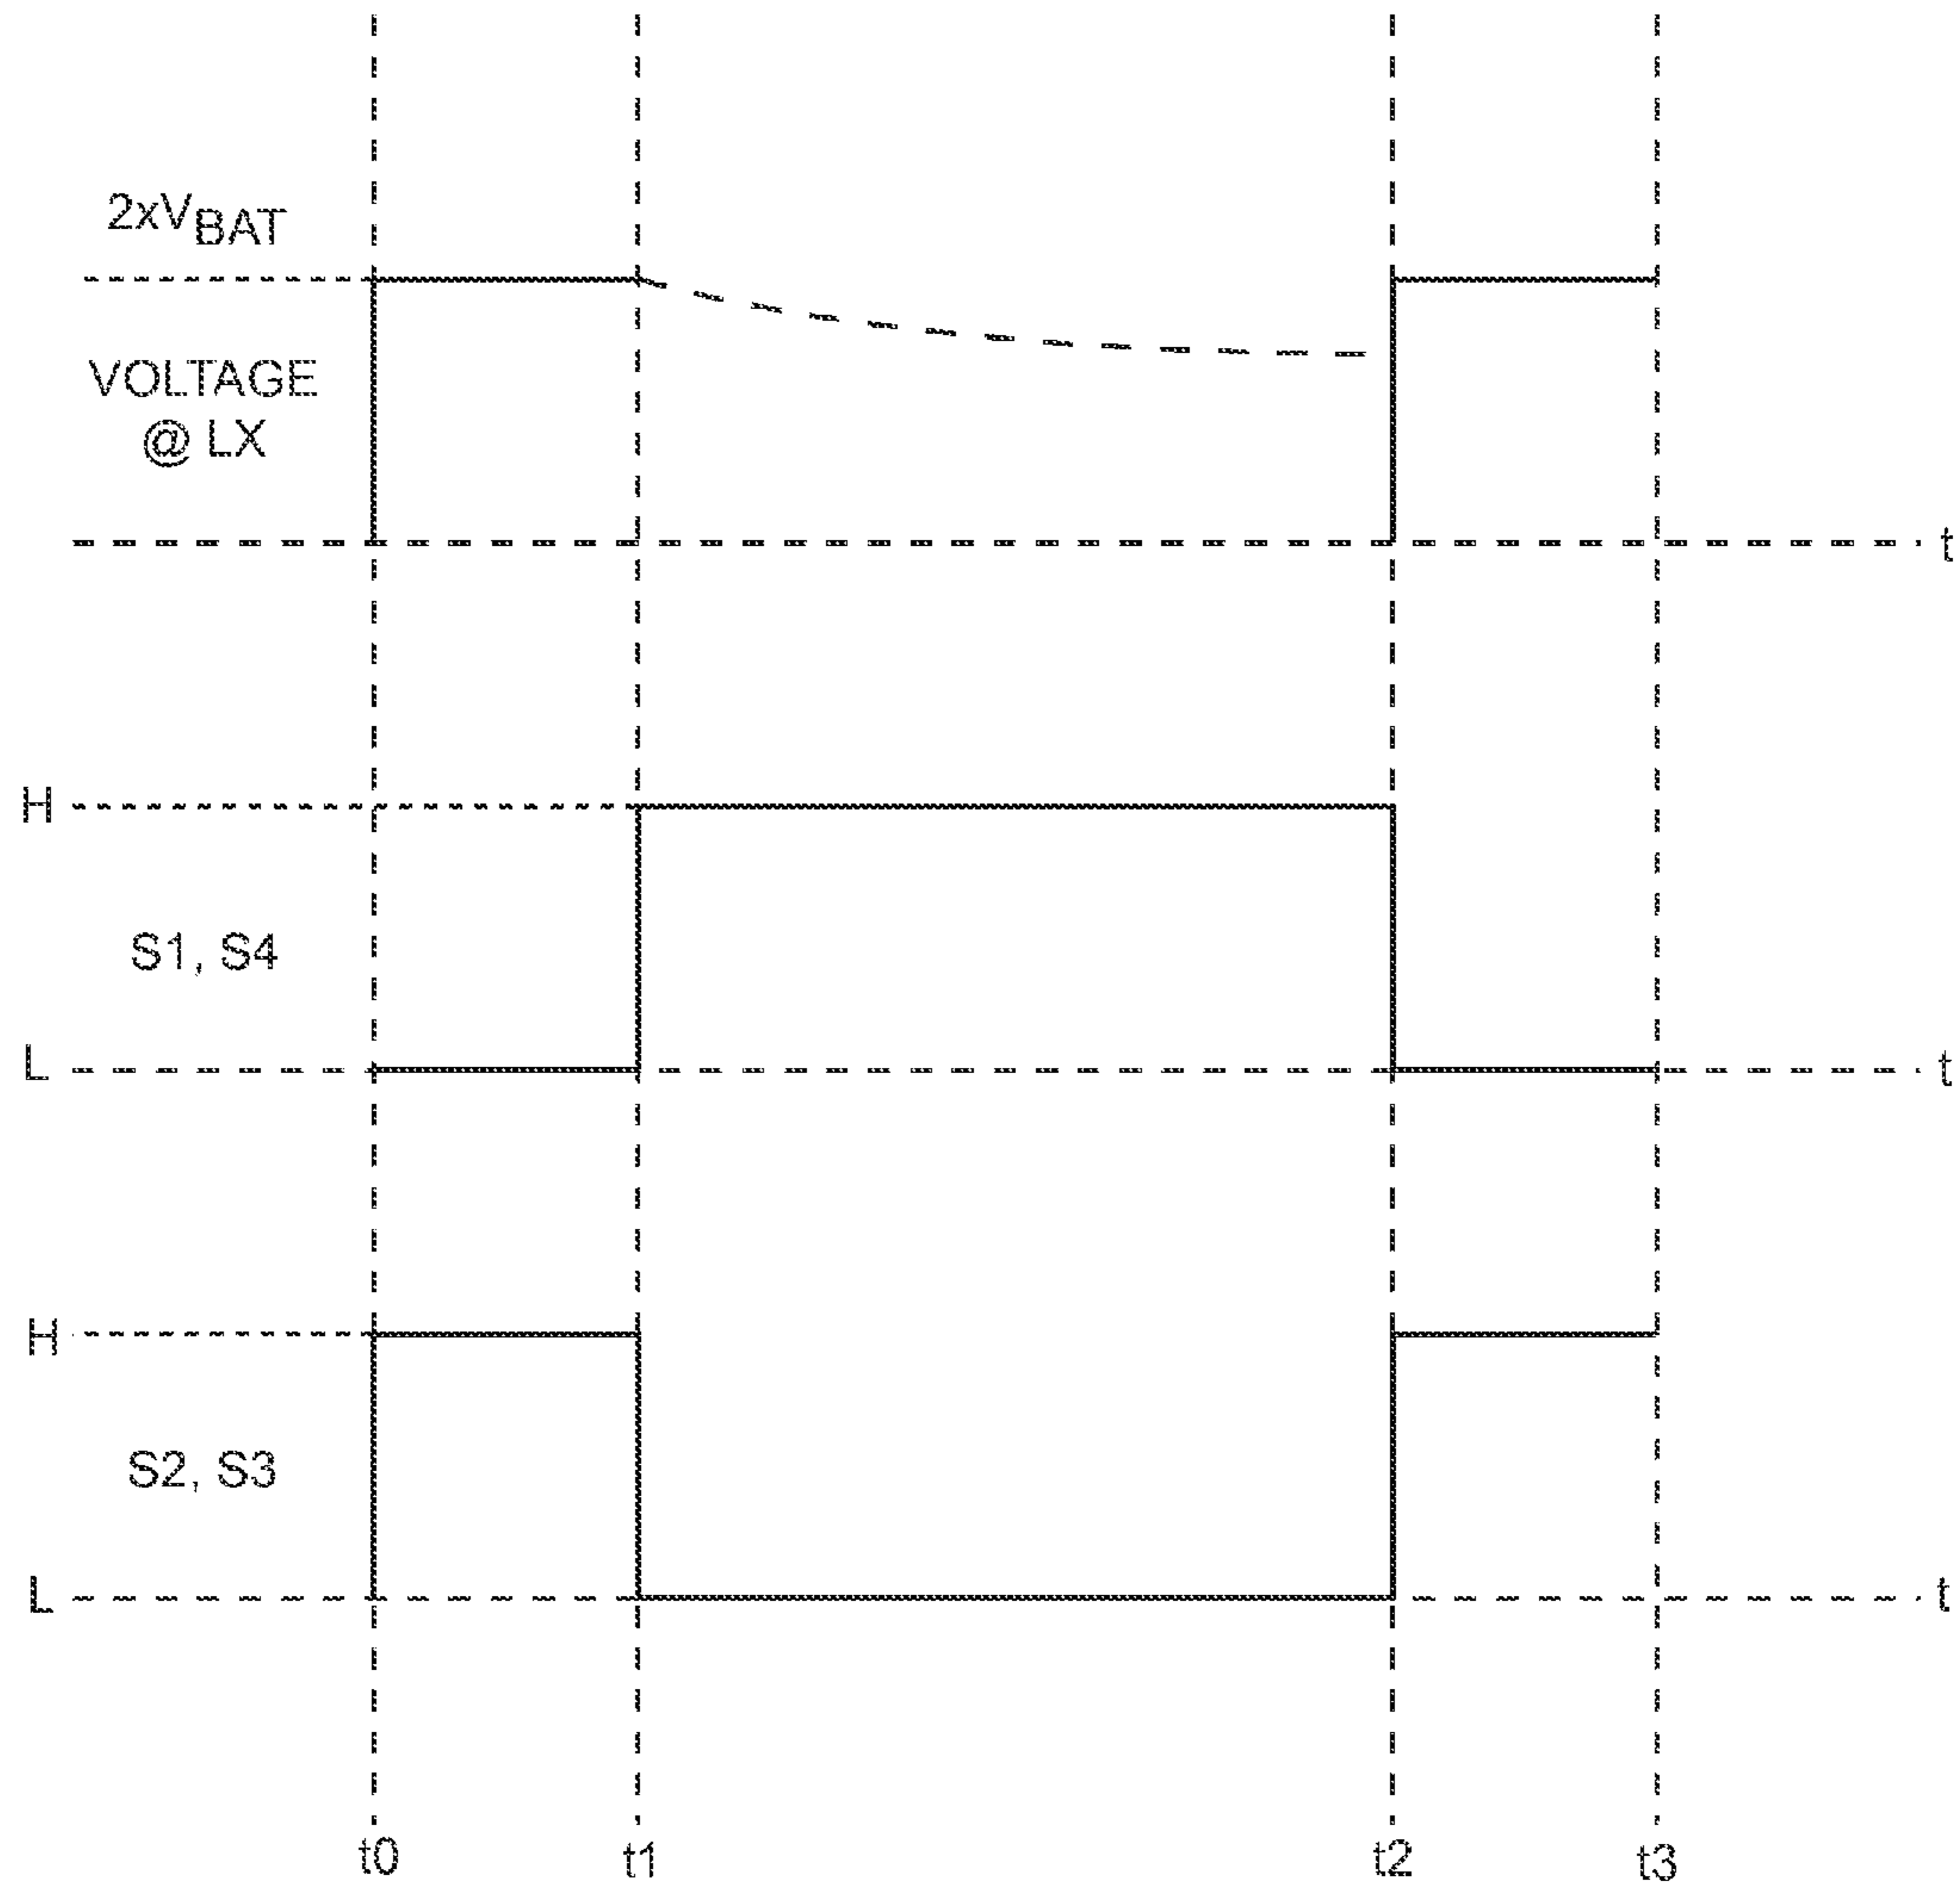 2xVBAT
VOLTAGE
@ LX
t
H
S1, S4
L
t
H
S2, S3
L
t
t0
t1
t2
t3